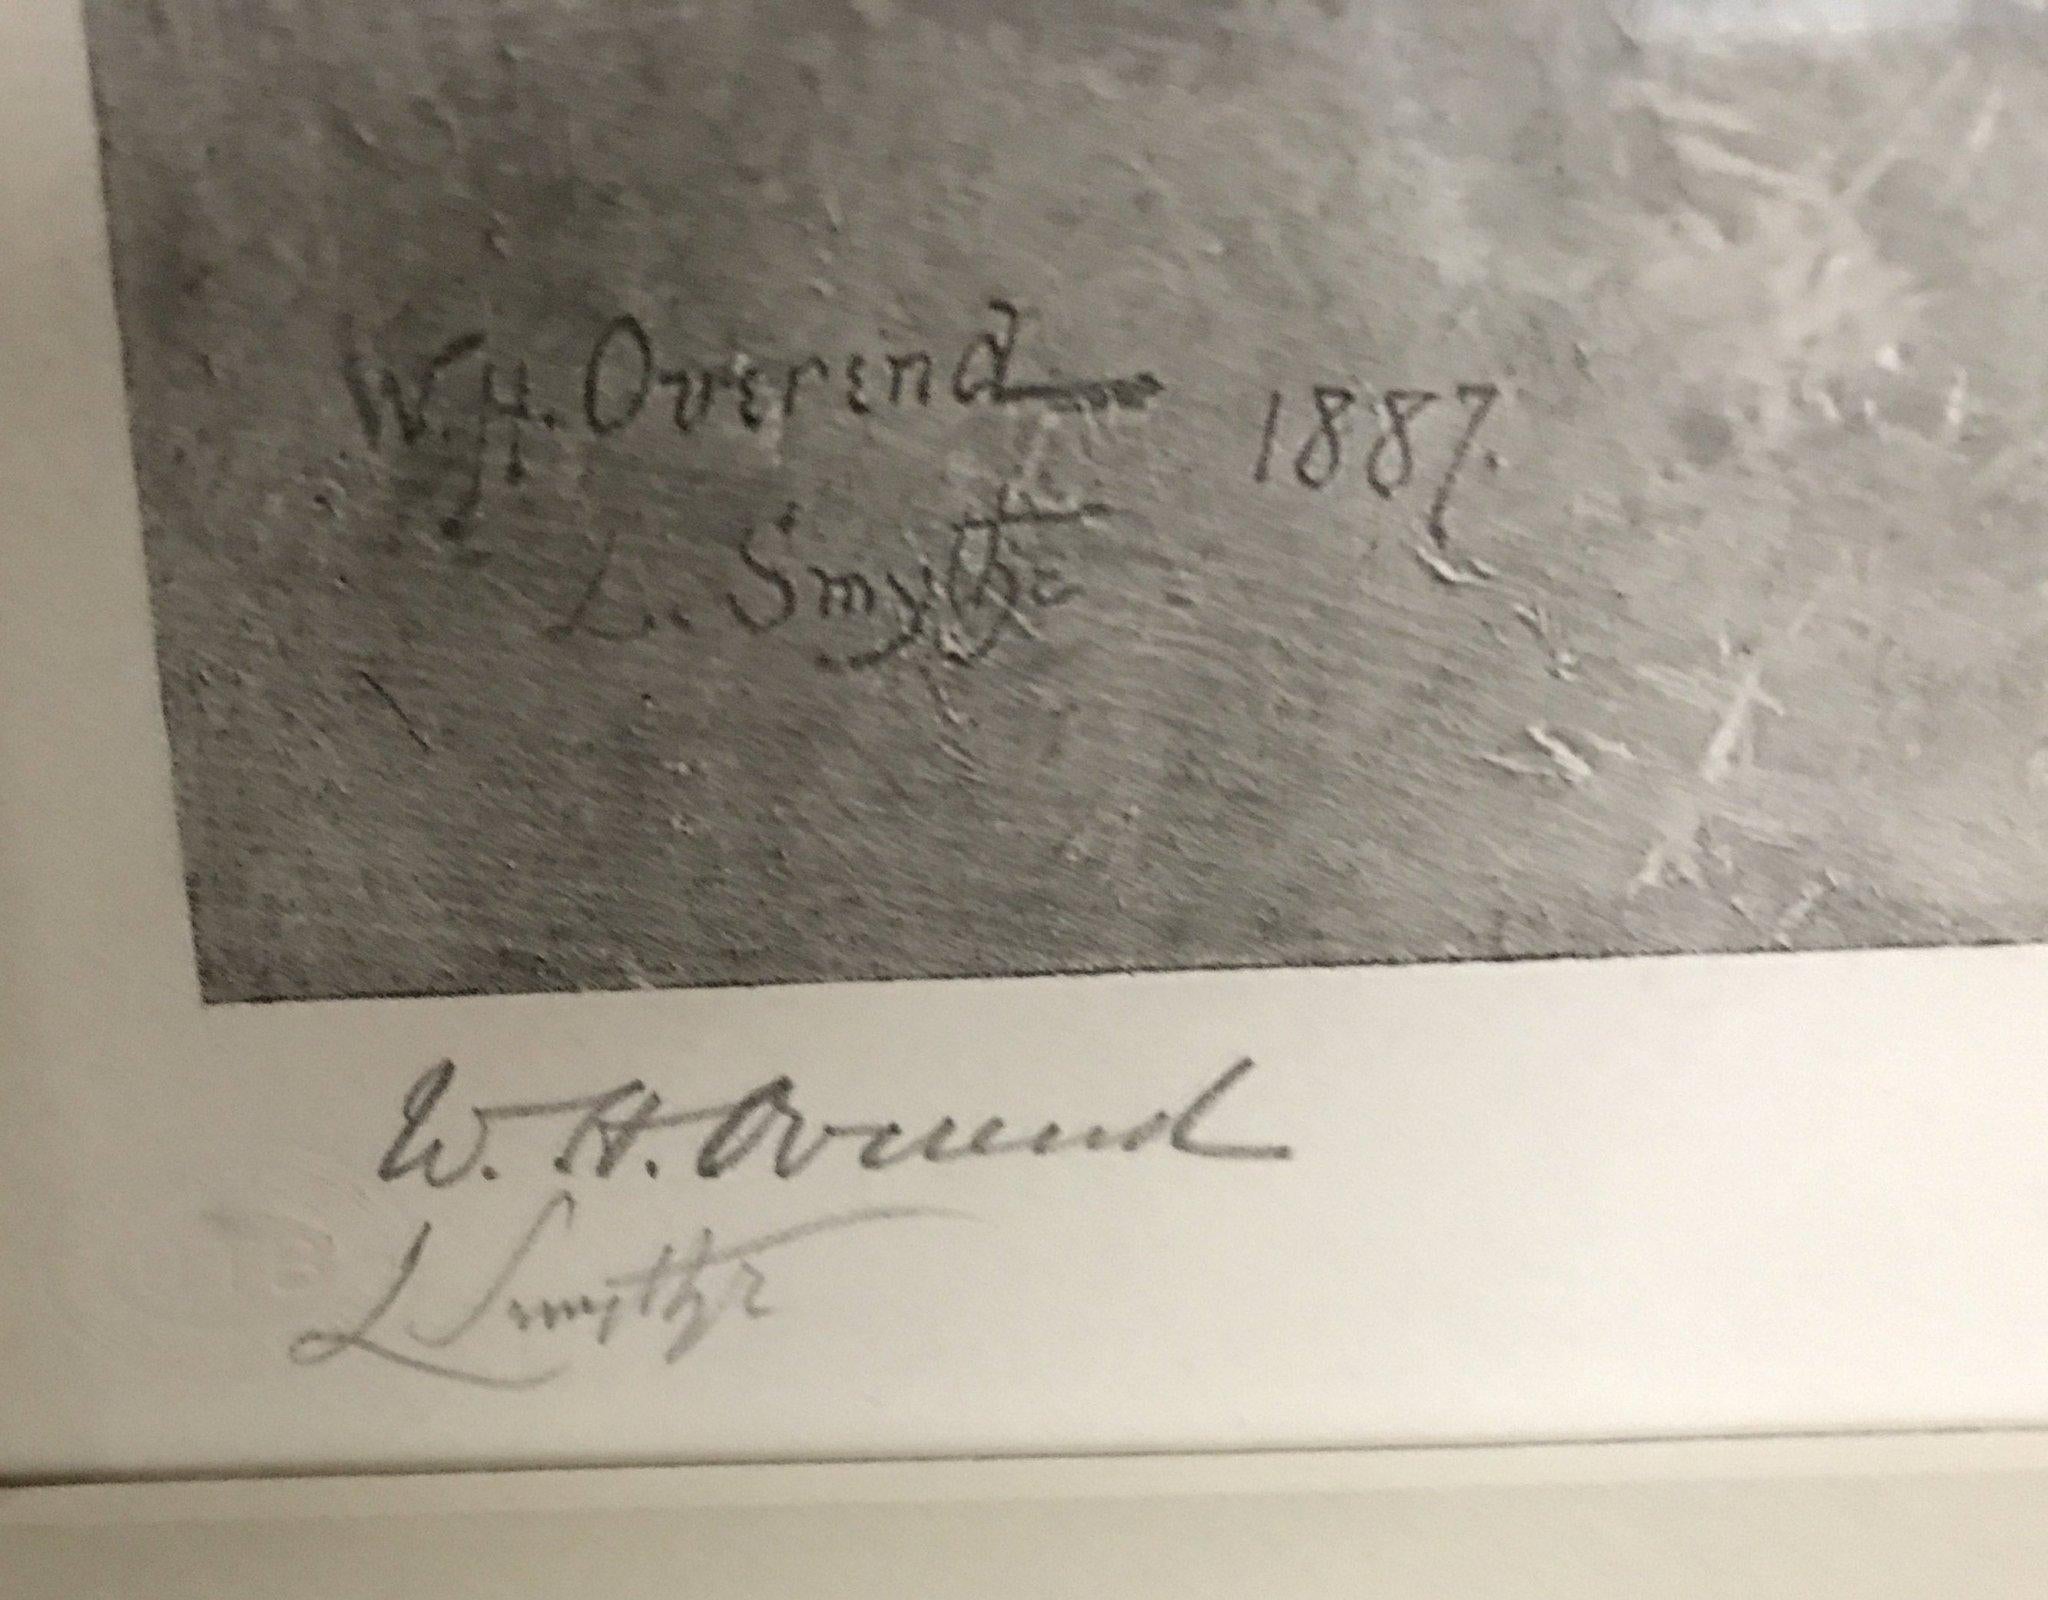 W. H. Overend 1887.
L. Smythe
W. H. Overend
L Smythe